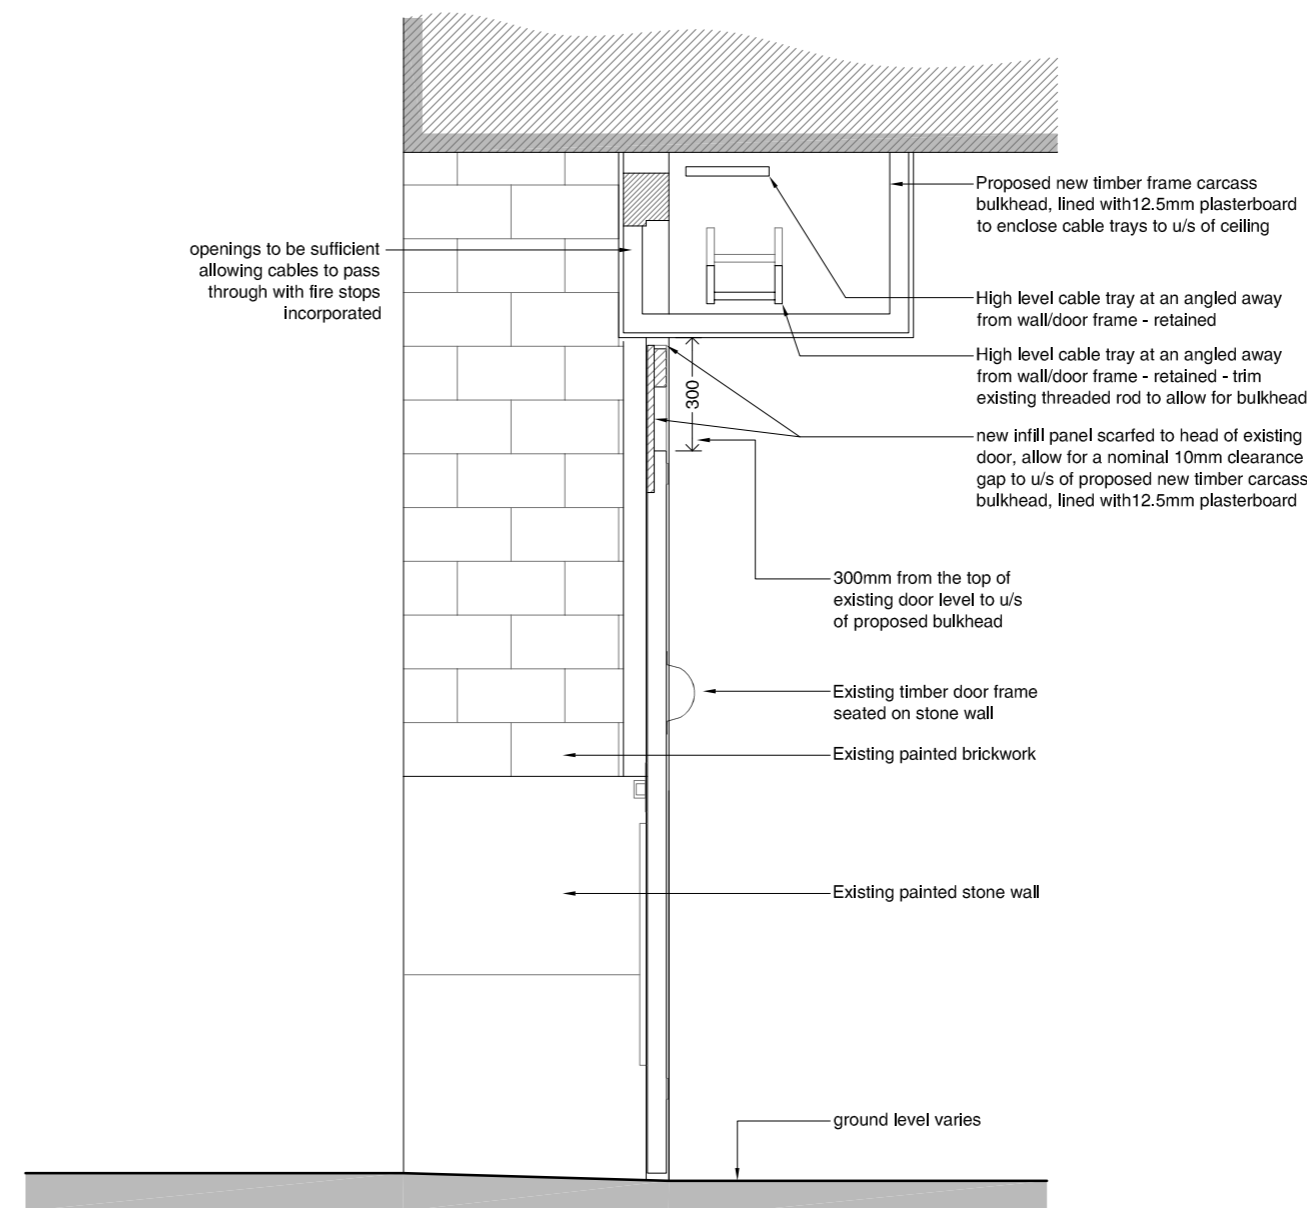 Proposed new timber frame carcass
bulkhead, lined with12.5mm plasterboard
to enclose cable trays to u/s of ceiling
openings to be sufficient
allowing cables to pass
through with fire stops
incorporated
High level cable tray at an angled away
from wall/door frame - retained
High level cable tray at an angled away
from wall/door frame - retained - trim
existing threaded rod to allow for bulkhead
300
new infill panel scarfed to head of existing
door, allow for a nominal 10mm clearance
gap to u/s of proposed new timber carcass
bulkhead, lined with12.5mm plasterboard
300mm from the top of
existing door level to u/s
of proposed bulkhead
Existing timber door frame
seated on stone wall
Existing painted brickwork
Existing painted stone wall
ground level varies